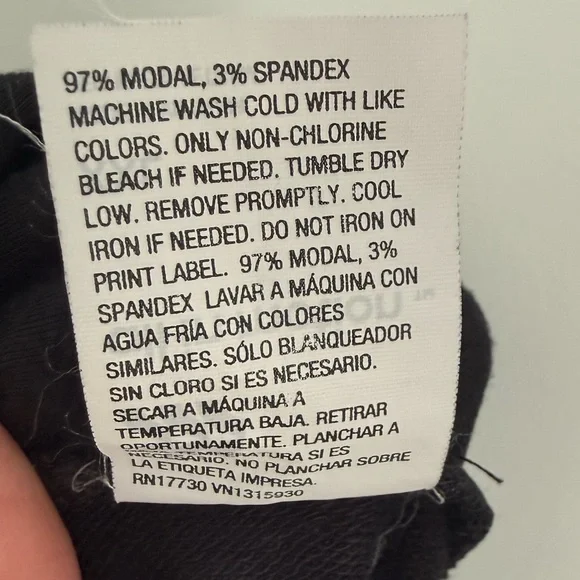 97% MODAL, 3% SPANDEX
MACHINE WASH COLD WITH LIKE
COLORS. ONLY NON-CHLORINE
BLEACH IF NEEDED. TUMBLE DRY
LOW. REMOVE PROMPTLY. COOL
IRON IF NEEDED. DO NOT IRON ON
PRINT LABEL. 97% MODAL, 3%
SPANDEX LAVAR A MÁQUINA CON
AGUA FRÍA CON COLORES
SIMILARES. SÓLO BLANQUEADOR
SIN CLORO SI ES NECESARIO.
SECAR A MÁQUINA A
TEMPERATURA BAJA. RETIRAR
OPORTUNAMENTE. PLANCHAR A
TEMPERATURA SI ES
NECESARIO. NO PLANCHAR SOBRE
LA ETIQUETA IMPRESA.
RN17730 VN1315930